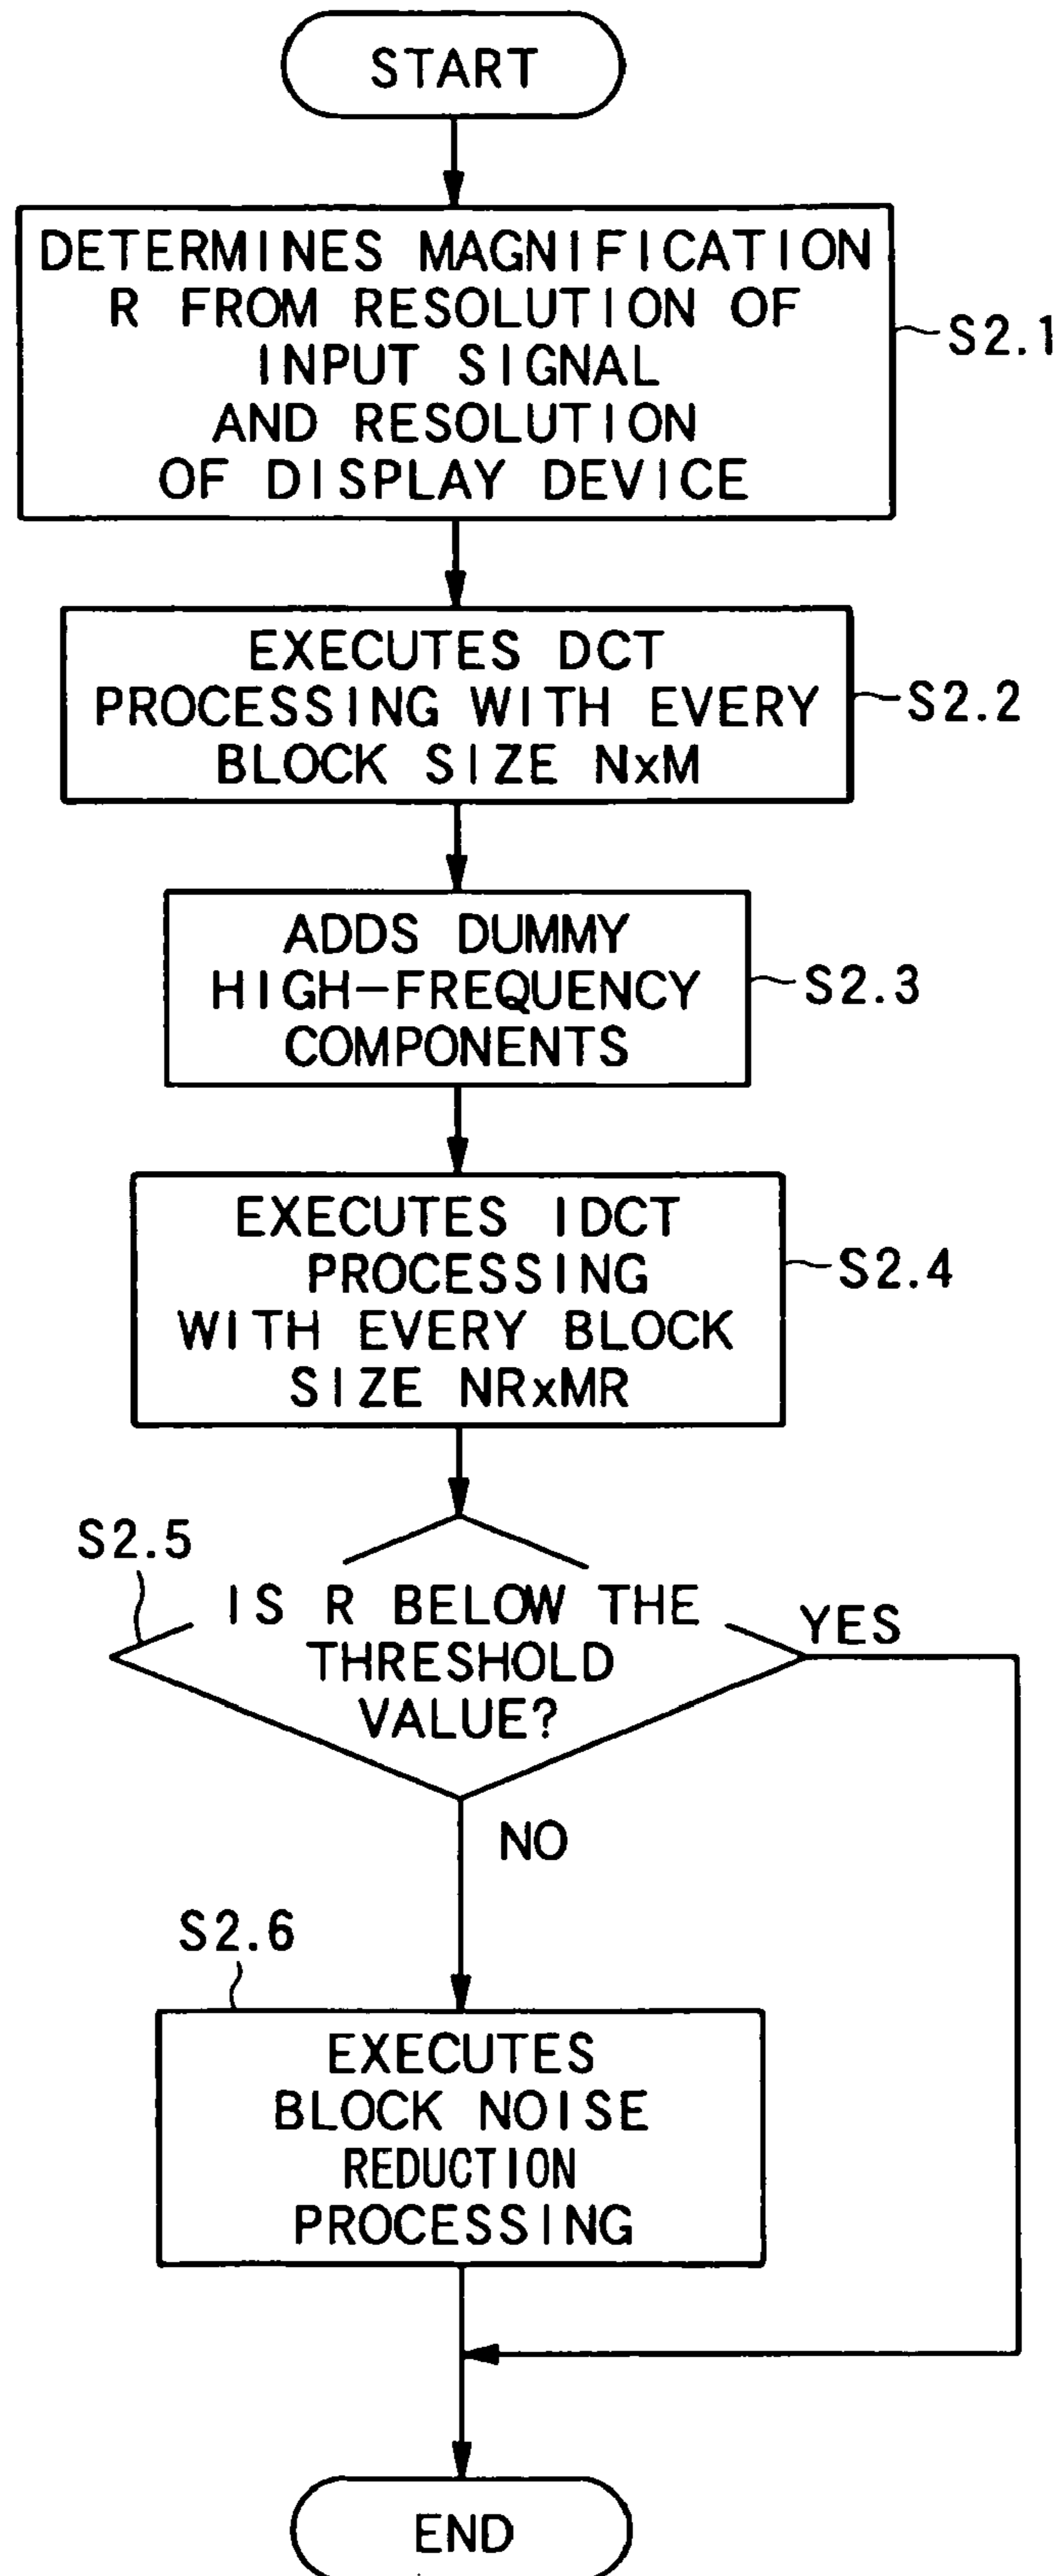 START
DETERMINES MAGNIFICATION
R FROM RESOLUTION OF
INPUT SIGNAL
AND RESOLUTION
OF DISPLAY DEVICE
S2.1
EXECUTES DCT
PROCESSING WITH EVERY
BLOCK SIZE NxM
S2.2
ADDS DUMMY
HIGH-FREQUENCY
COMPONENTS
S2.3
EXECUTES IDCT
PROCESSING
WITH EVERY BLOCK
SIZE NRxMR
S2.4
S2.5
IS R BELOW THE
THRESHOLD
VALUE?
YES
NO
S2.6
EXECUTES
BLOCK NOISE
REDUCTION
PROCESSING
END